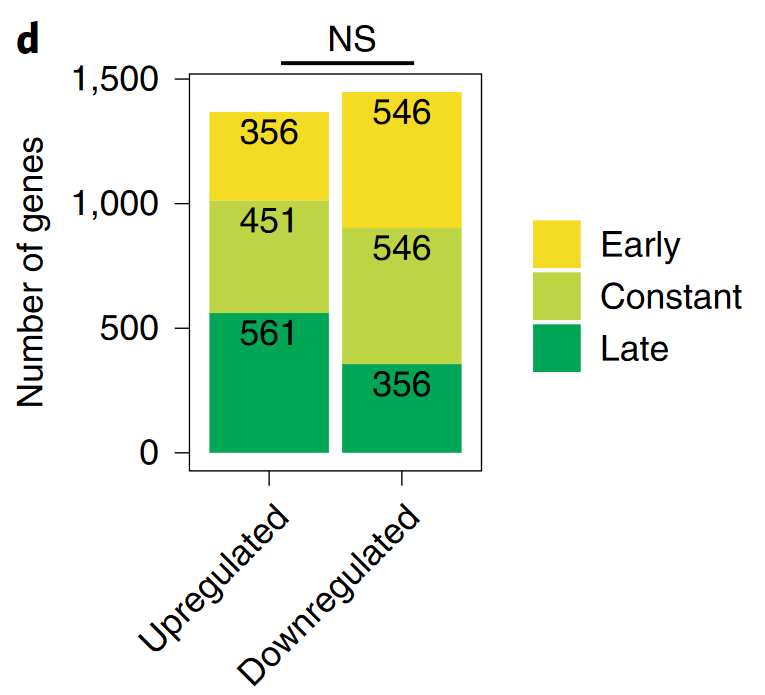 d
NS
Number of genes
1,500
1,000
500
0
356
451
561
546
546
356
Upregulated
Downregulated
Early
Constant
Late